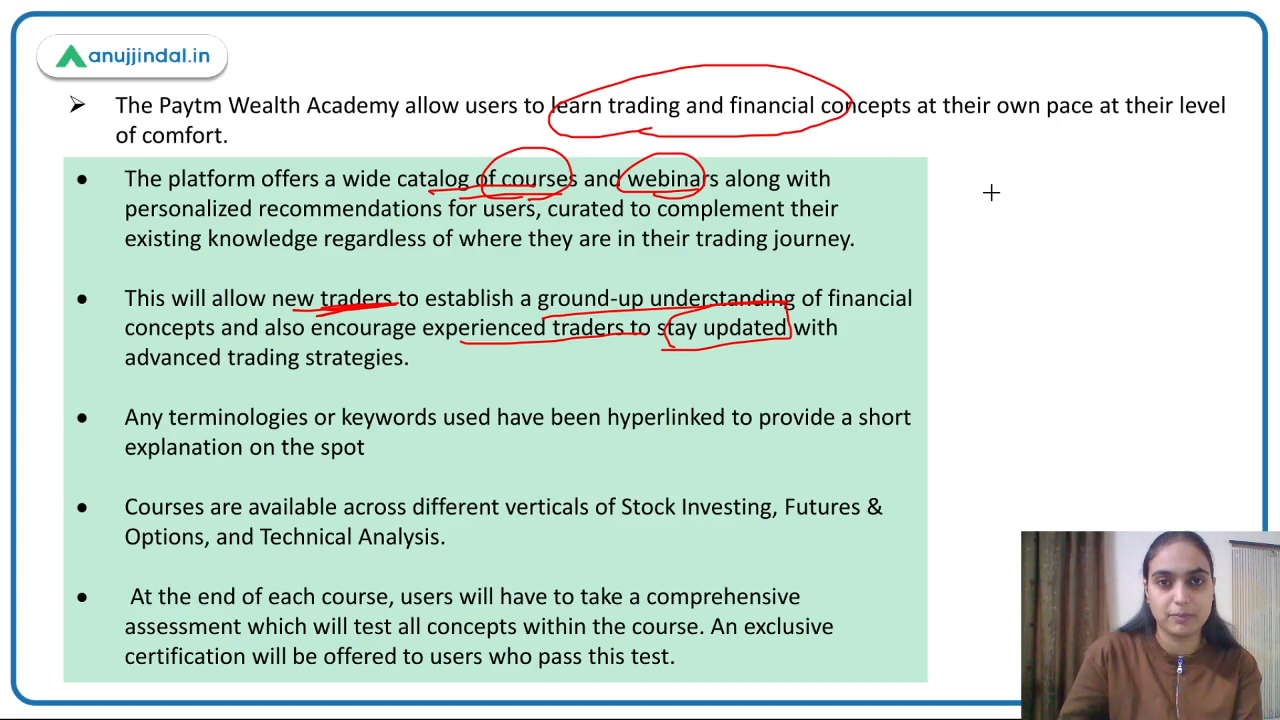 anujjindal.in
➢ The Paytm Wealth Academy allow users to learn trading and financial concepts at their own pace at their level
of comfort.
● The platform offers a wide catalog of courses and webinars along with
personalized recommendations for users, curated to complement their
existing knowledge regardless of where they are in their trading journey.
● This will allow new traders to establish a ground-up understanding of financial
concepts and also encourage experienced traders to stay updated with
advanced trading strategies.
● Any terminologies or keywords used have been hyperlinked to provide a short
explanation on the spot
● Courses are available across different verticals of Stock Investing, Futures &
Options, and Technical Analysis.
● At the end of each course, users will have to take a comprehensive
assessment which will test all concepts within the course. An exclusive
certification will be offered to users who pass this test.